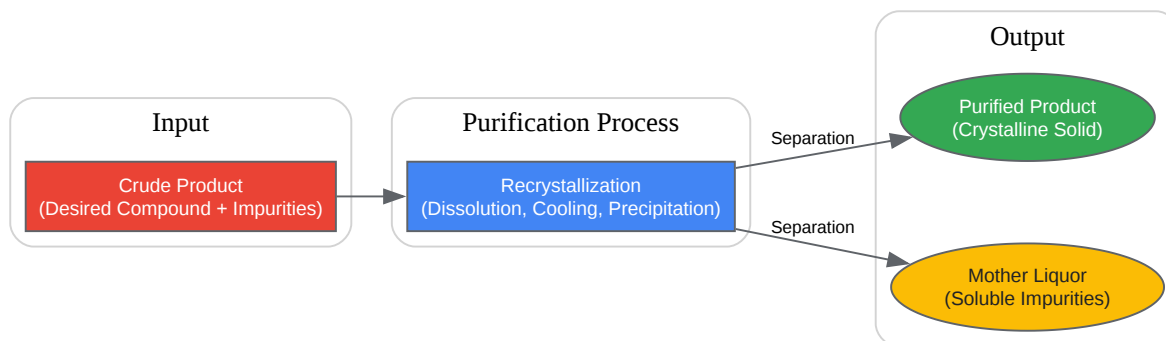 Input
Crude Product
(Desired Compound + Impurities)
Purification Process
Recrystallization
(Dissolution, Cooling, Precipitation)
Separation
Separation
Output
Purified Product
(Crystalline Solid)
Mother Liquor
(Soluble Impurities)